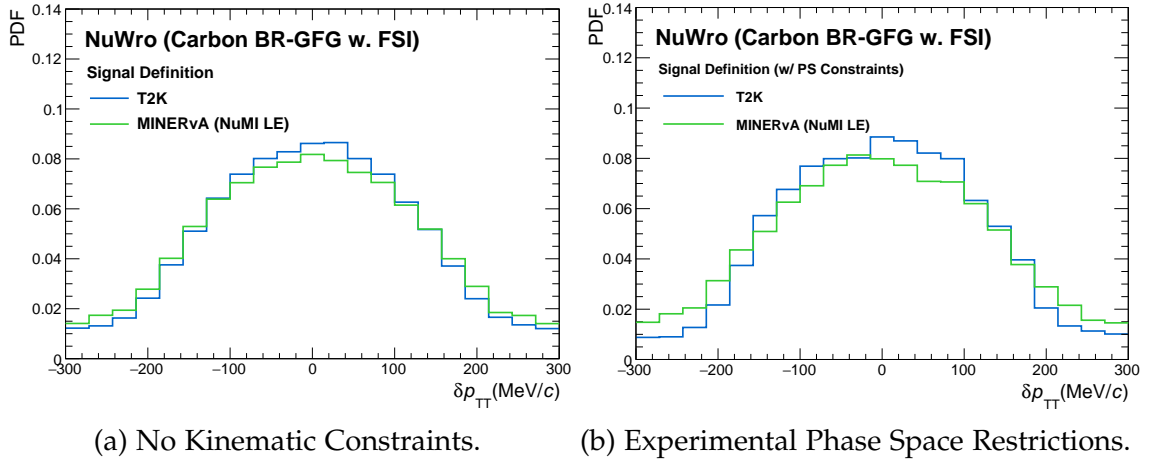 PDF
0.14
0.12
0.1
0.08
0.06
0.04
0.02
0
NuWro (Carbon BR-GFG w. FSI)
Signal Definition
T2K
MINERvA (NuMI LE)
−300 −200 −100 0 100 200 300
δp_TT(MeV/c)
(a) No Kinematic Constraints.
PDF
0.14
0.12
0.1
0.08
0.06
0.04
0.02
0
NuWro (Carbon BR-GFG w. FSI)
Signal Definition (w/ PS Constraints)
T2K
MINERvA (NuMI LE)
−300 −200 −100 0 100 200 300
δp_TT(MeV/c)
(b) Experimental Phase Space Restrictions.